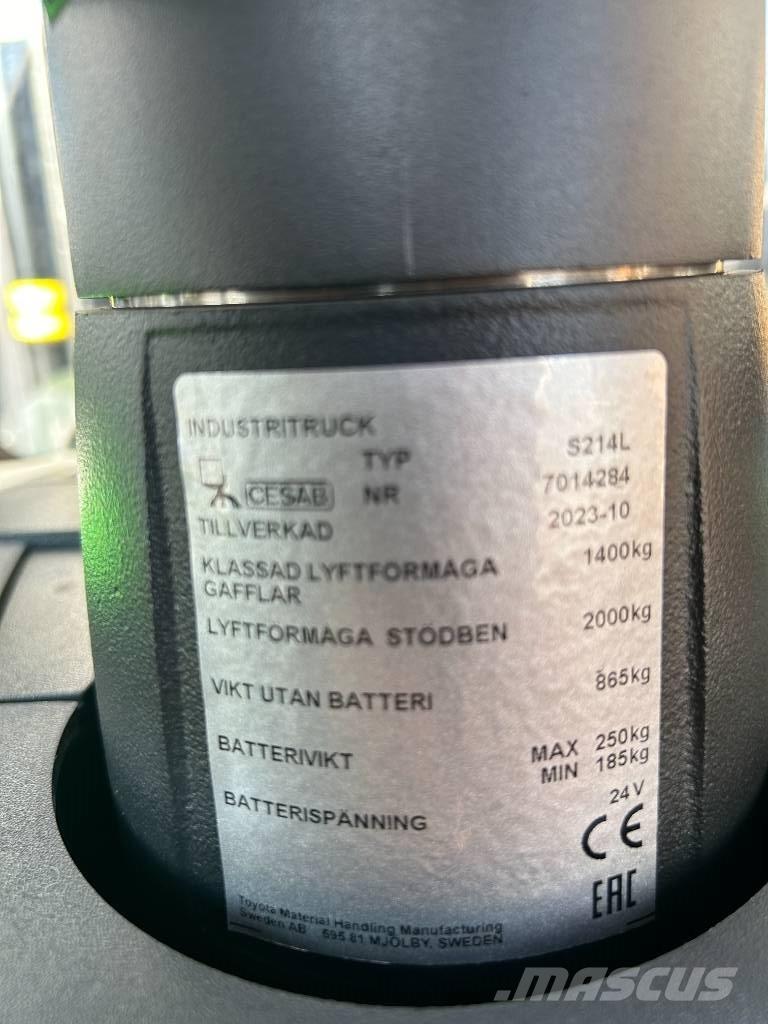 INDUSTRITRUCK
TYP S214L
CESAB NR 7014284
TILLVERKAD 2023-10
KLASSAD LYFTFORMAGA 1400kg
GAFFLAR
LYFTFORMAGA STÖDBEN 2000kg
VIKT UTAN BATTERI 865kg
BATTERIVIKT MAX 250kg
MIN 185kg
BATTERISPÄNNING 24V
CE
EAC
Toyota Material Handling Manufacturing
Sweden AB 595 81 MJÖLBY, SWEDEN
MASCUS